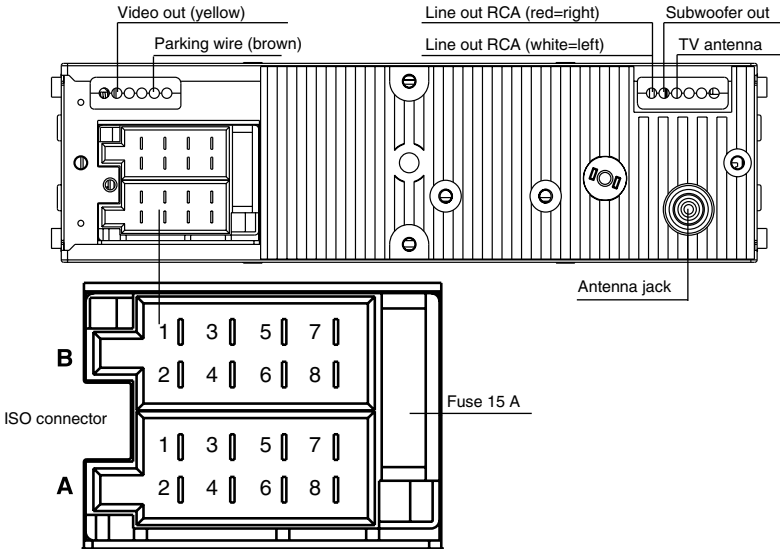 Video out (yellow)
Parking wire (brown)
Line out RCA (red=right)
Line out RCA (white=left)
Subwoofer out
TV antenna
Antenna jack
B
1 3 5 7
2 4 6 8
ISO connector
Fuse 15 A
A
1 3 5 7
2 4 6 8